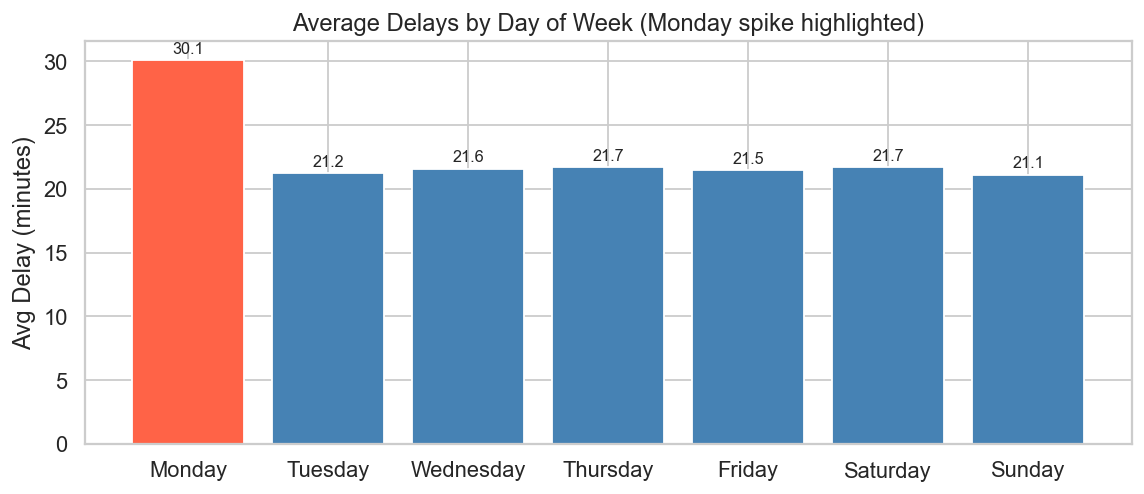 Average Delays by Day of Week (Monday spike highlighted)
Avg Delay (minutes)
30
25
20
15
10
5
0
30.1
21.2
21.6
21.7
21.5
21.7
21.1
Monday
Tuesday
Wednesday
Thursday
Friday
Saturday
Sunday